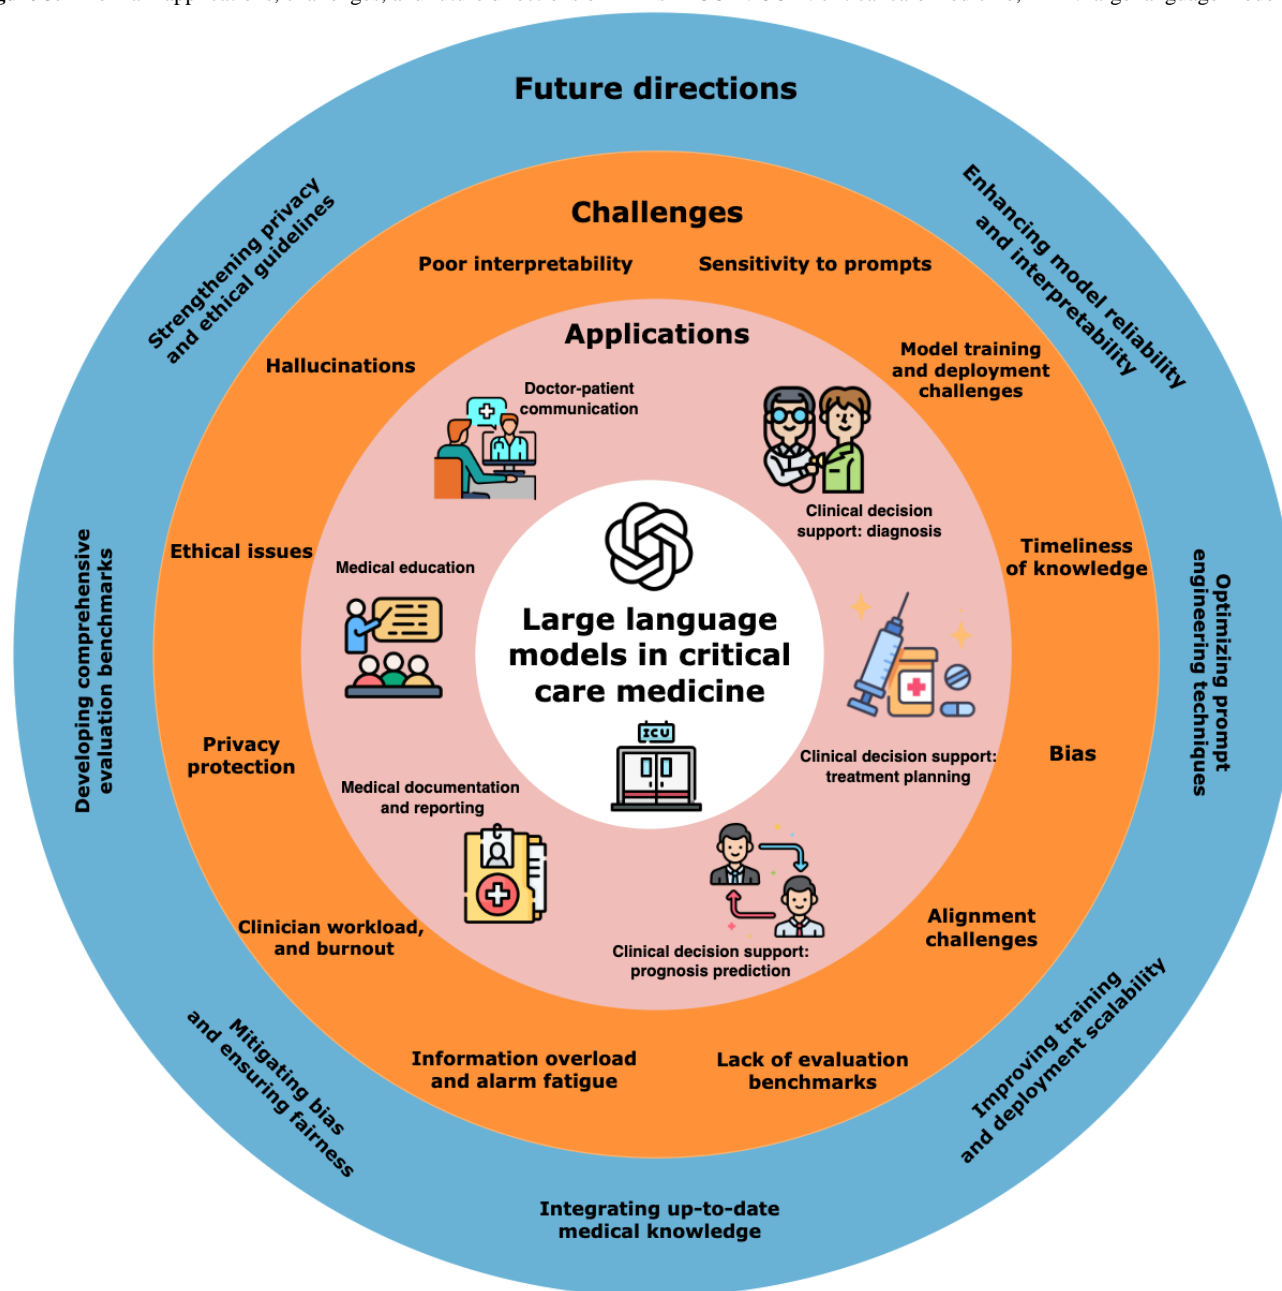 Future directions
Strengthening privacy
and ethical guidelines
Enhancing model reliability
and interpretability
Developing comprehensive
evaluation benchmarks
Optimizing prompt
engineering techniques
Mitigating bias
and ensuring fairness
Improving training
and deployment scalability
Integrating up-to-date
medical knowledge
Challenges
Poor interpretability
Sensitivity to prompts
Hallucinations
Model training
and deployment
challenges
Ethical issues
Timeliness
of knowledge
Privacy
protection
Bias
Clinician workload,
and burnout
Alignment
challenges
Information overload
and alarm fatigue
Lack of evaluation
benchmarks
Applications
Doctor-patient
communication
Clinical decision
support: diagnosis
Medical education
Clinical decision support:
treatment planning
Medical documentation
and reporting
Clinical decision support:
prognosis prediction
Large language
models in critical
care medicine
ICU